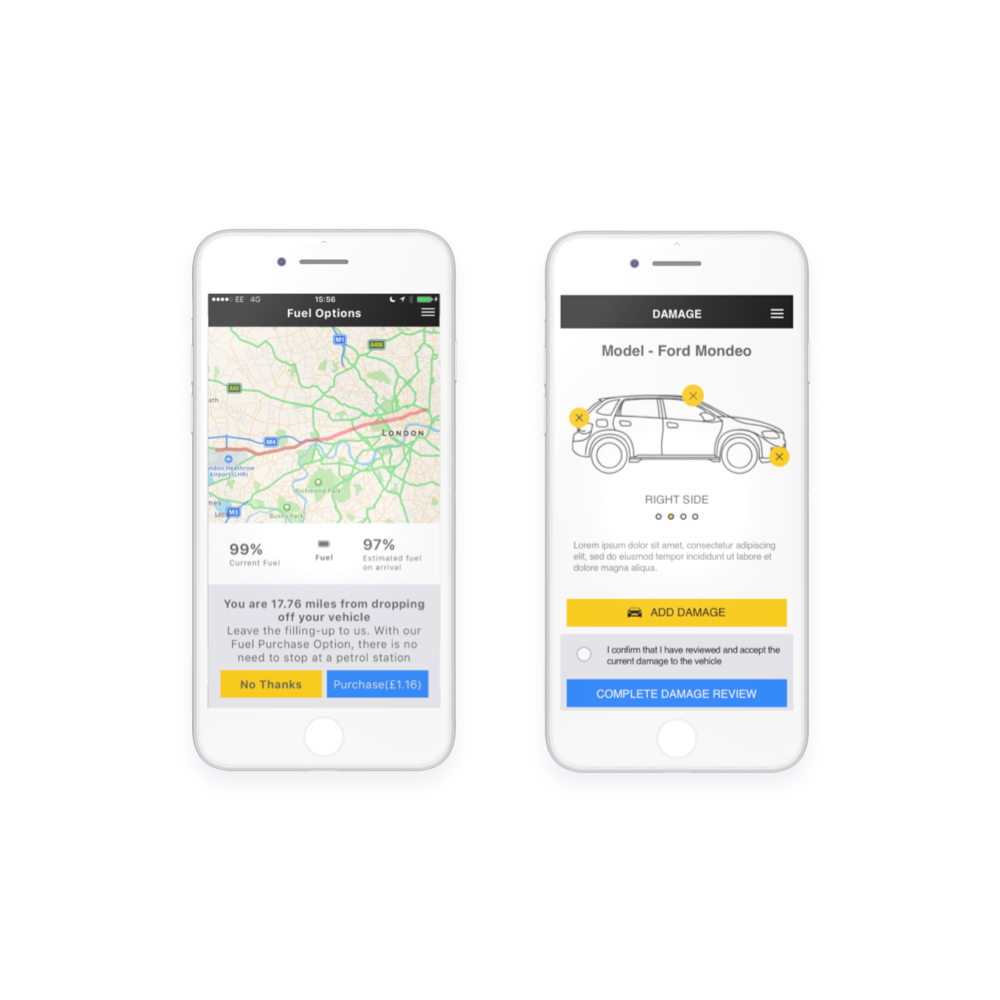 ●●●●○ EE 4G 15:56
Fuel Options
M1
A406
A40
ath
LONDON
M4
ndon Heathrow
Airport (LHR)
Richmond Park
mes
M3
Bushy Park
99%
Current Fuel
Fuel
97%
Estimated fuel
on arrival
You are 17.76 miles from dropping
off your vehicle
Leave the filling-up to us. With our
Fuel Purchase Option, there is no
need to stop at a petrol station
No Thanks
Purchase(£1.16)
DAMAGE
Model - Ford Mondeo
RIGHT SIDE
Lorem ipsum dolor sit amet, consectetur adipiscing
elit, sed do eiusmod tempor incididunt ut labore et
dolore magna aliqua.
ADD DAMAGE
I confirm that I have reviewed and accept the
current damage to the vehicle
COMPLETE DAMAGE REVIEW